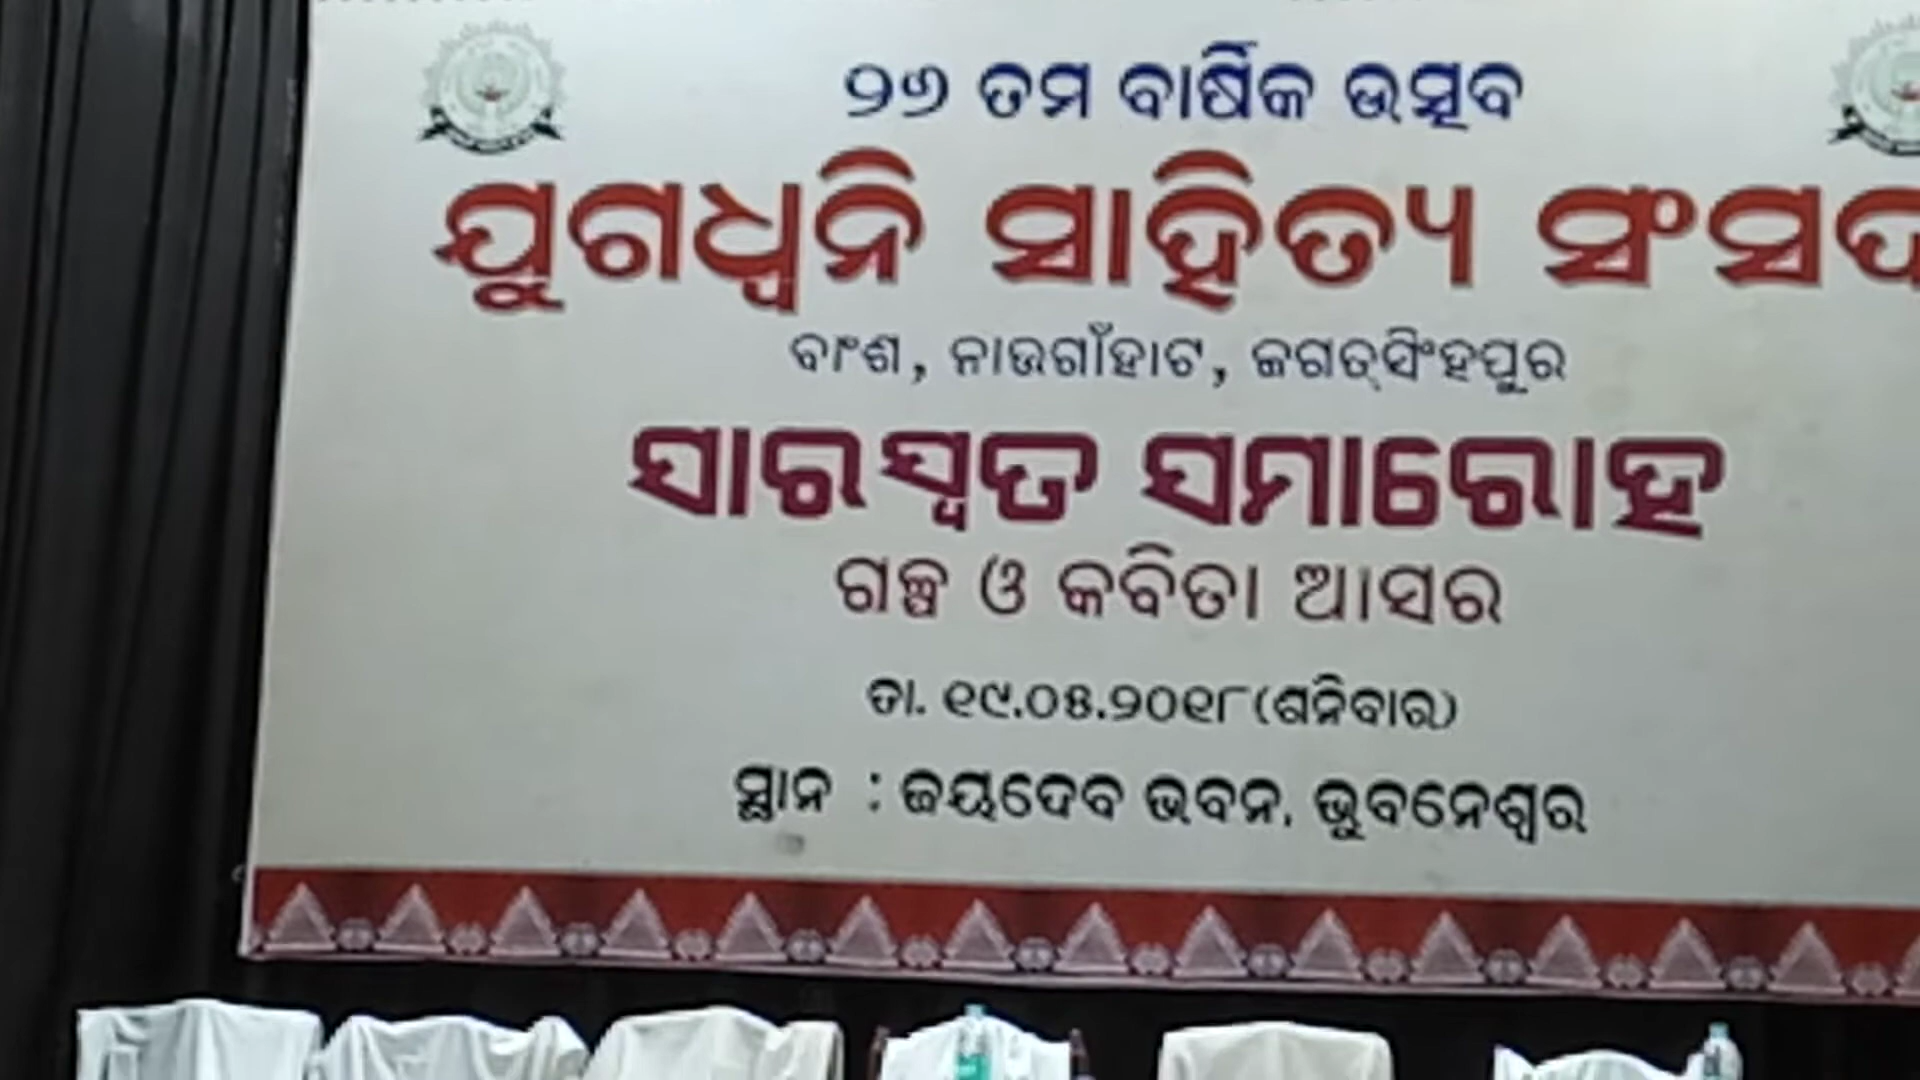 ୨୬ ତମ ବାର୍ଷିକ ଉତ୍ସବ
ଯୁଗଧ୍ୱନି ସାହିତ୍ୟ ସଂସଦ
ବାଂଶ, ନାଉଗାଁହାଟ, ଜଗତ୍‌ସିଂହପୁର
ସାରସ୍ୱତ ସମାରୋହ
ଗଳ୍ପ ଓ କବିତା ଆସର
ତା. ୧୯.୦୫.୨୦୧୮ (ଶନିବାର)
ସ୍ଥାନ : ଜୟଦେବ ଭବନ, ଭୁବନେଶ୍ୱର